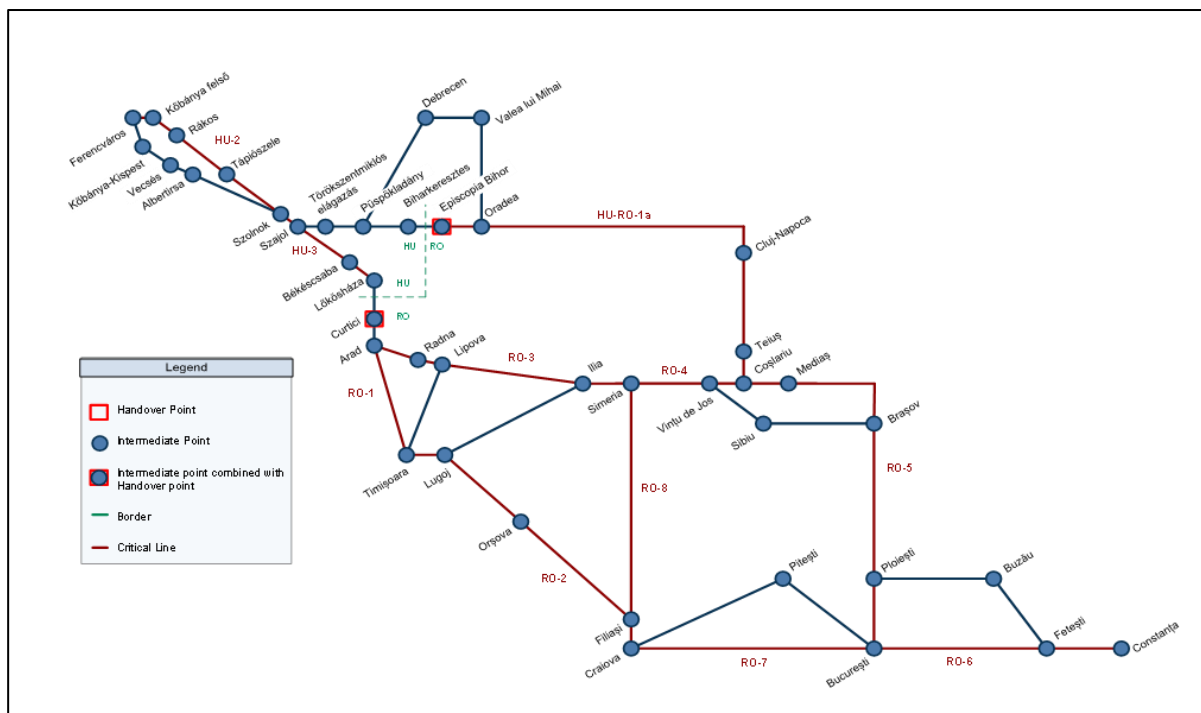 Kőbánya felső
Debrecen
Valea lui Mihai
Ferencváros
Rákos
HU-2
Kőbánya-Kispest
Vecsés
Albertirsa
Tápiószele
Törökszentmiklós
elágazás
Püspökladány
Biharkeresztes
Episcopia Bihor
Oradea
HU-RO-1a
Szolnok
Szajol
HU-3
HU
RO
Cluj-Napoca
Békéscsaba
Lőkösháza
HU
Curtici
RO
Arad
Radna
Lipova
RO-3
Ilia
RO-4
Teiuș
Coșlariu
Mediaș
Legend
RO-1
Simeria
Vințu de Jos
Sibiu
Brașov
Handover Point
Intermediate Point
Intermediate point combined with
Handover point
Border
Critical Line
Timișoara
Lugoj
RO-8
RO-5
Orșova
RO-2
Pitești
Ploiești
Buzău
Filiași
Craiova
RO-7
București
RO-6
Fetești
Constanța